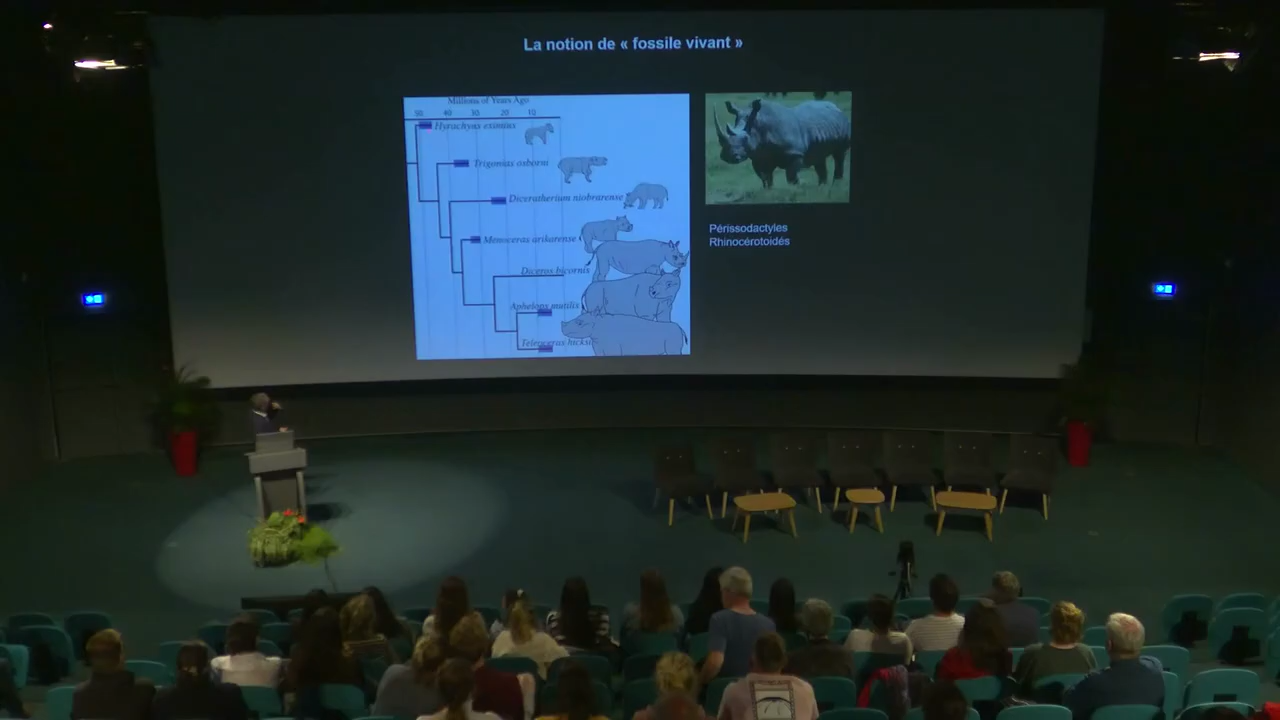 La notion de « fossile vivant »
Millions of Years Ago
50 40 30 20 10
Hyrachyus eximius
Trigonias osborni
Diceratherium niobrarense
Menoceras arikarense
Diceros bicornis
Aphelops mutilis
Teleoceras hicksi
Périssodactyles
Rhinocérotoïdés